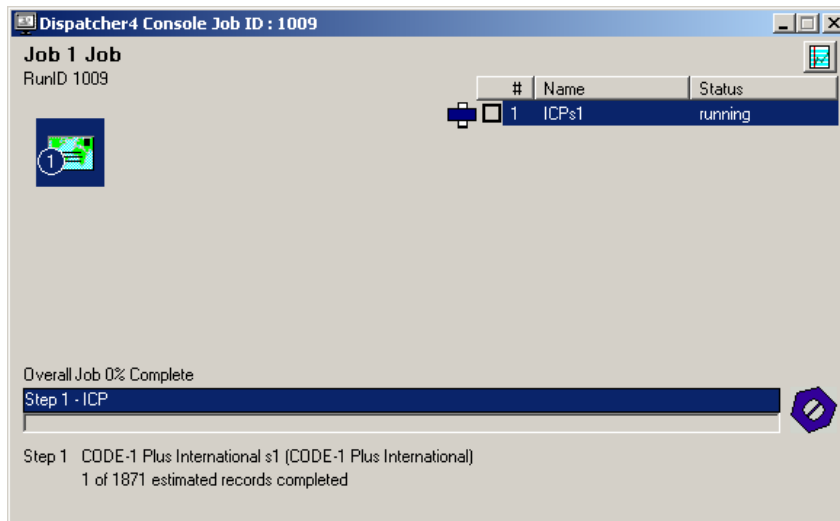 Dispatcher4 Console Job ID : 1009
Job 1 Job
RunID 1009
# Name Status
1 ICPs1 running
1
Overall Job 0% Complete
Step 1 - ICP
Step 1 CODE-1 Plus International s1 (CODE-1 Plus International)
1 of 1871 estimated records completed